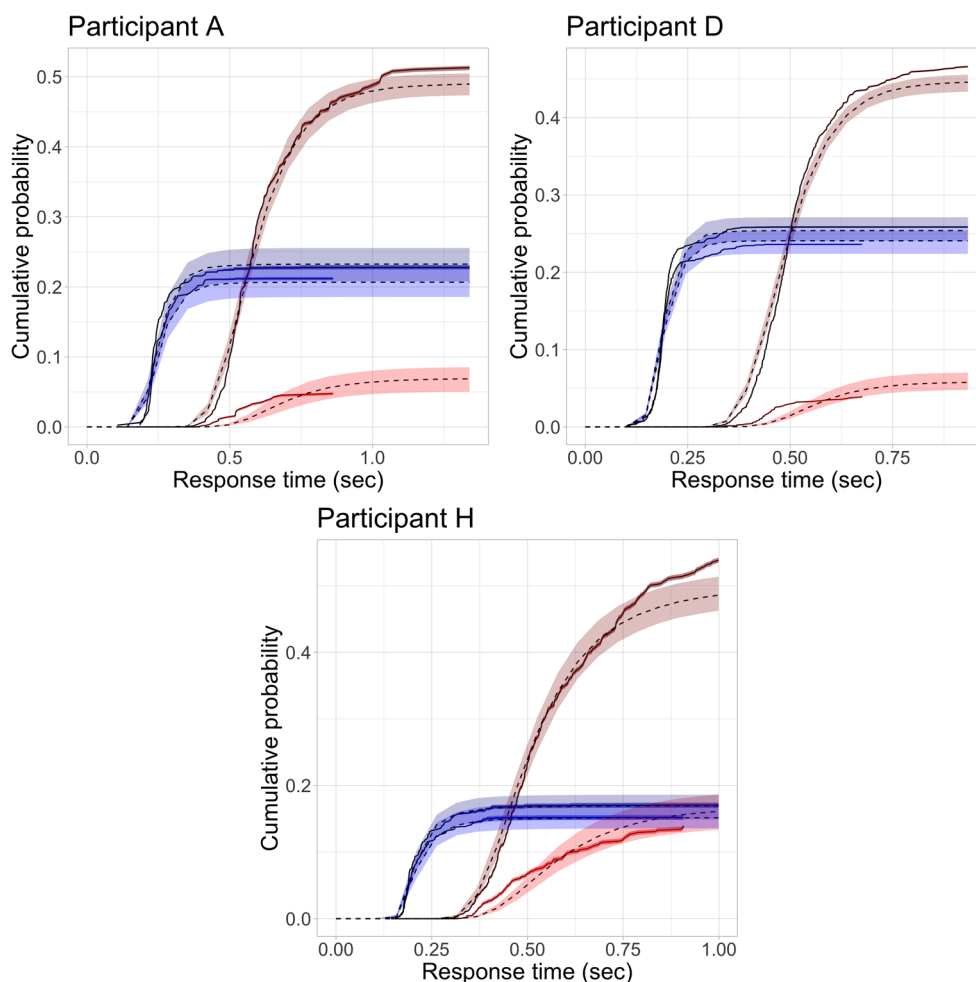 Participant A
Cumulative probability
0.5
0.4
0.3
0.2
0.1
0.0
0.0 0.5 1.0
Response time (sec)
Participant D
Cumulative probability
0.4
0.3
0.2
0.1
0.0
0.00 0.25 0.50 0.75
Response time (sec)
Participant H
Cumulative probability
0.4
0.2
0.0
0.00 0.25 0.50 0.75 1.00
Response time (sec)